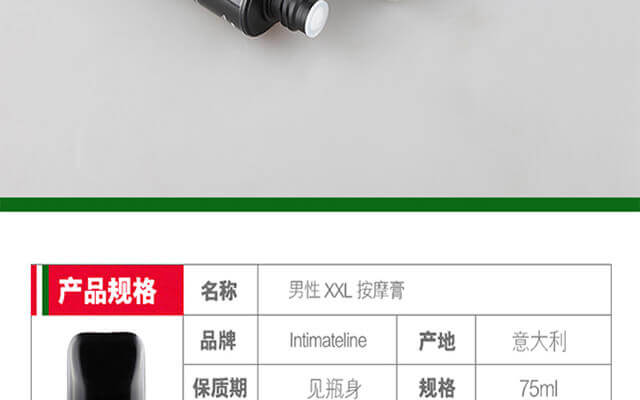 产品规格 名称 男性 XXL 按摩膏
品牌 Intimateline 产地 意大利
保质期 见瓶身 规格 75ml